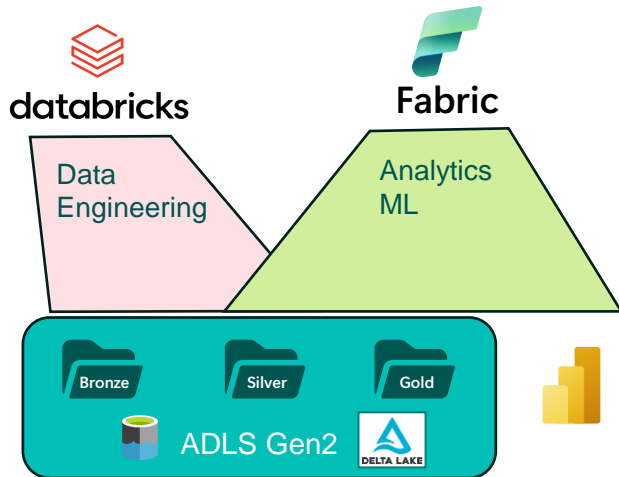 databricks
Fabric
Data
Engineering
Analytics
ML
Bronze
Silver
Gold
ADLS Gen2
DELTA LAKE